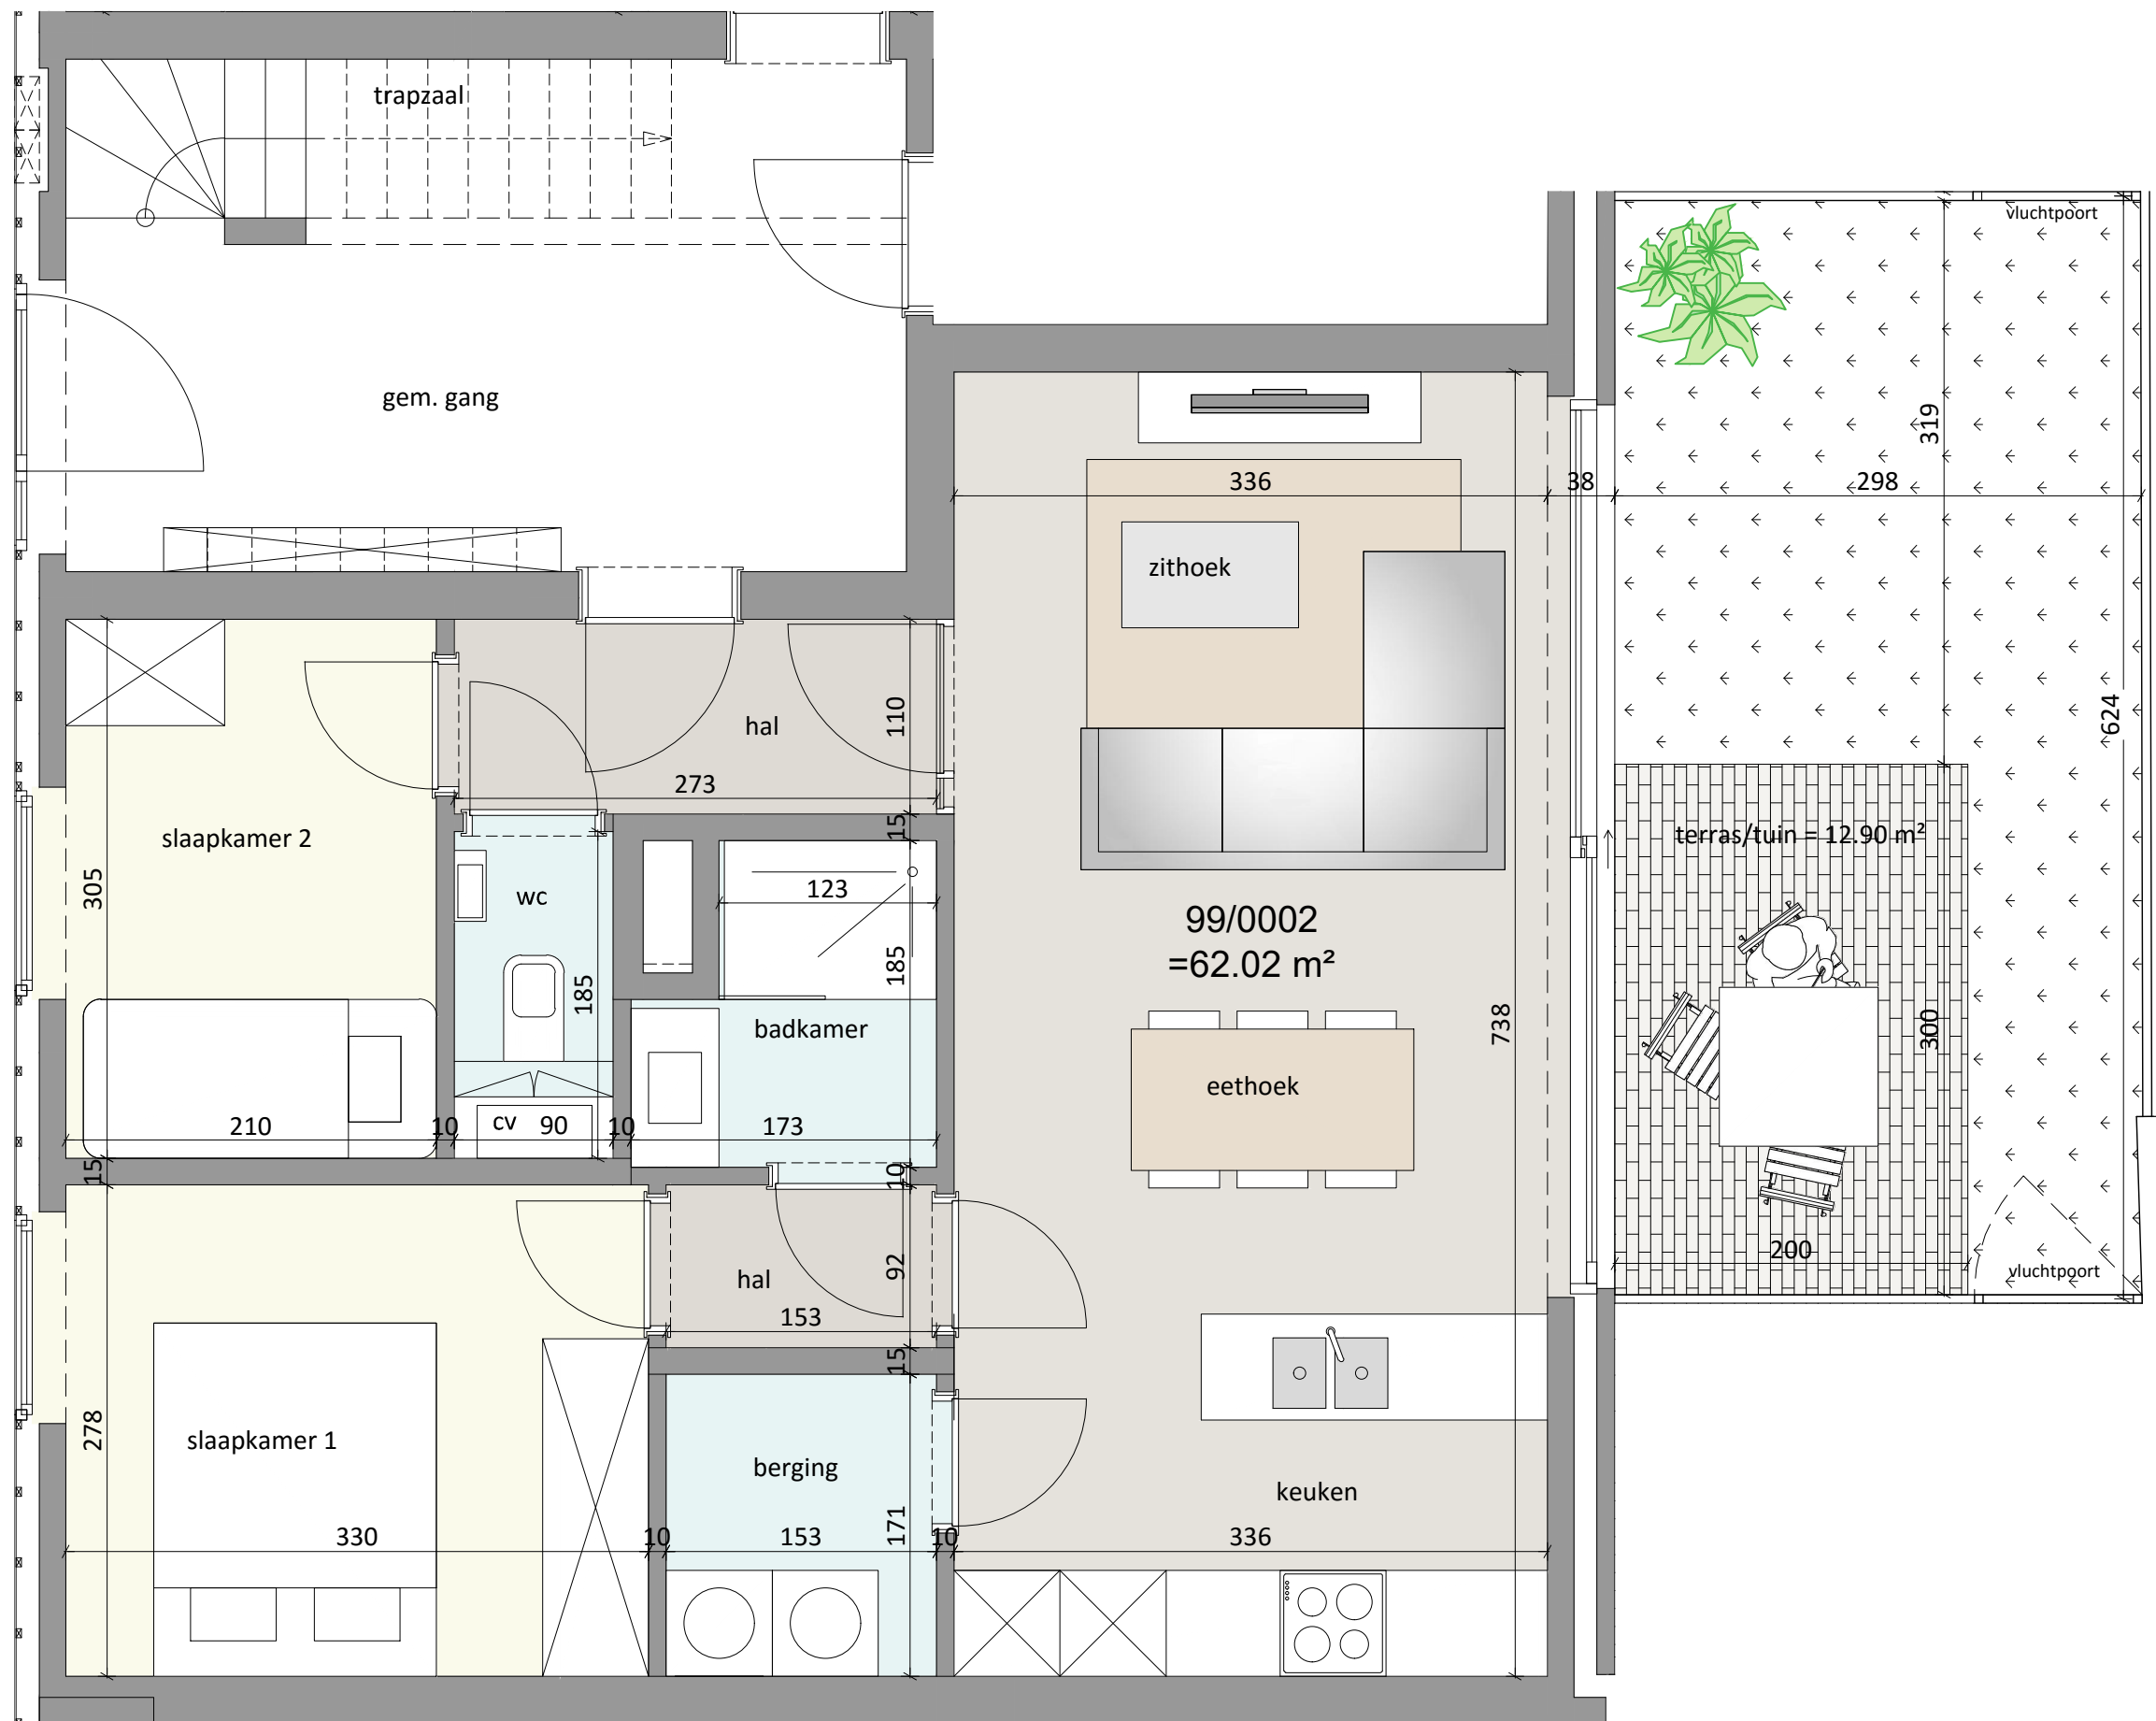 trapzaal
vluchtpoort
gem. gang
319
336
38
298
zithoek
110
hal
624
273
15
slaapkamer 2
terras/tuin = 12.90 m²
305
wc
123
99/0002
=62.02 m²
185
185
badkamer
738
300
eethoek
210
10
cv
90
10
173
15
10
200
92
hal
vluchtpoort
153
15
278
slaapkamer 1
berging
keuken
171
330
10
153
10
336